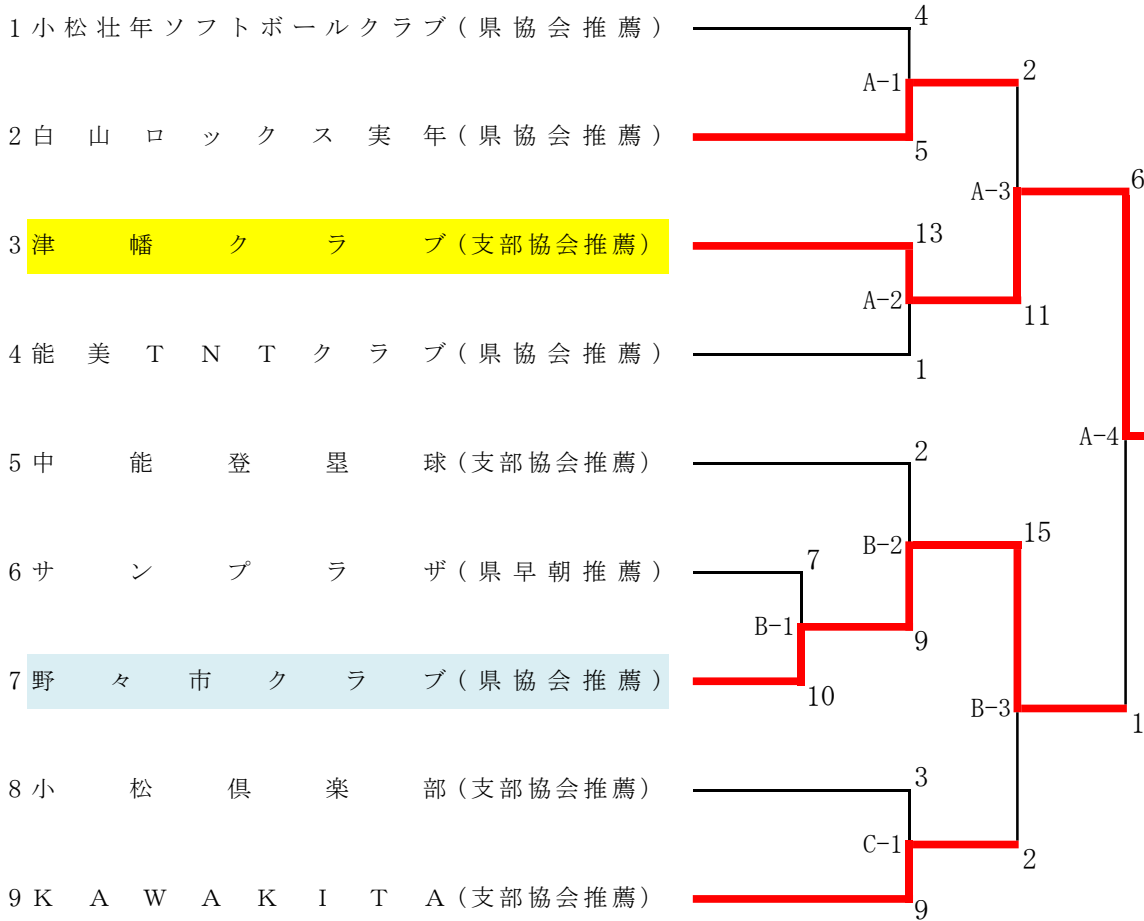 1 小松壮年ソフトボールクラブ(県協会推薦)
4
A-1
2
2 白山ロックス実年(県協会推薦)
5
A-3
6
3 津幡クラブ(支部協会推薦)
13
A-2
11
4 能美TNTクラブ(県協会推薦)
1
A-4
5 中能登塁球(支部協会推薦)
2
B-2
15
6 サンプラザ(県早朝推薦)
7
B-1
9
7 野々市クラブ(県協会推薦)
10
B-3
1
8 小松倶楽部(支部協会推薦)
3
C-1
2
9 KAWAKITA(支部協会推薦)
9